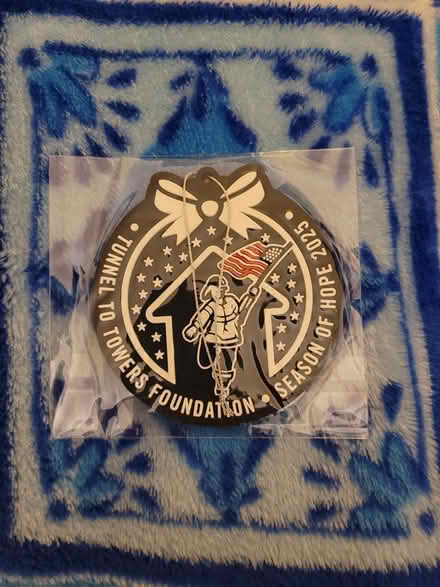 • TUNNEL TO TOWERS FOUNDATION • SEASON OF HOPE 2025 •